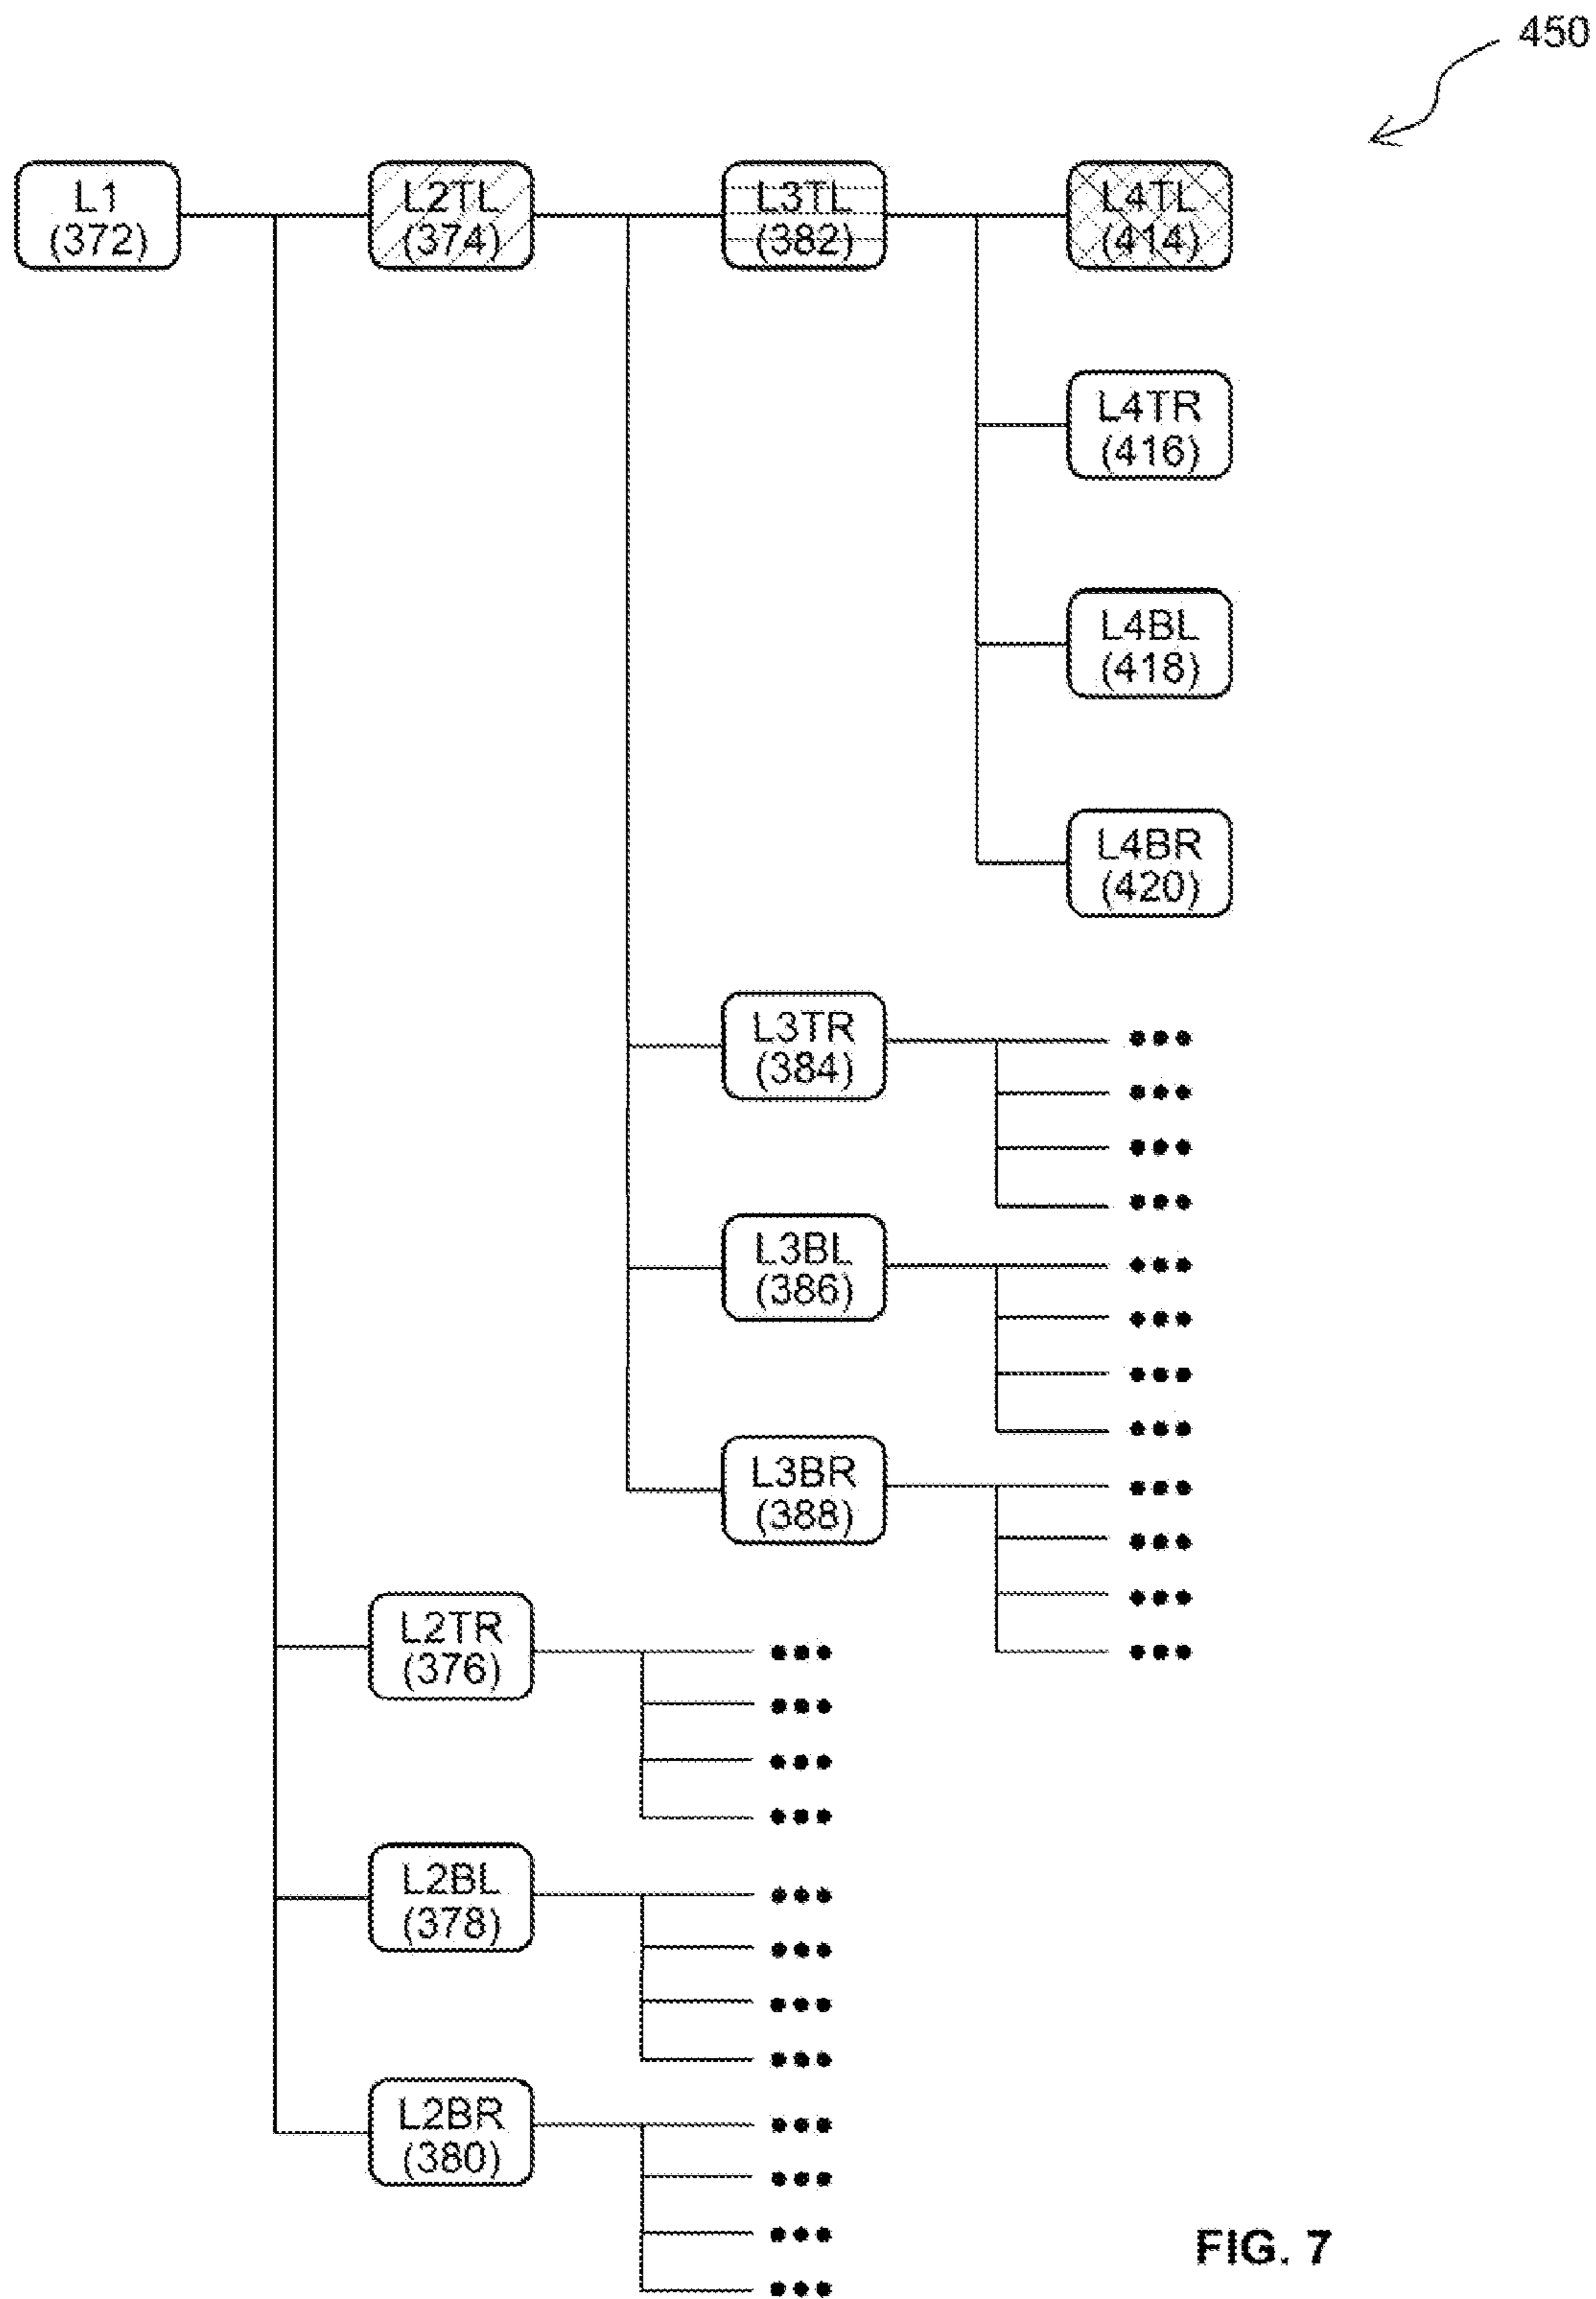 450
L1
(372)
L2TL
(374)
L3TL
(382)
L4TL
(414)
L4TR
(416)
L4BL
(418)
L4BR
(420)
L3TR
(384)
L3BL
(386)
L3BR
(388)
L2TR
(376)
L2BL
(378)
L2BR
(380)
FIG. 7